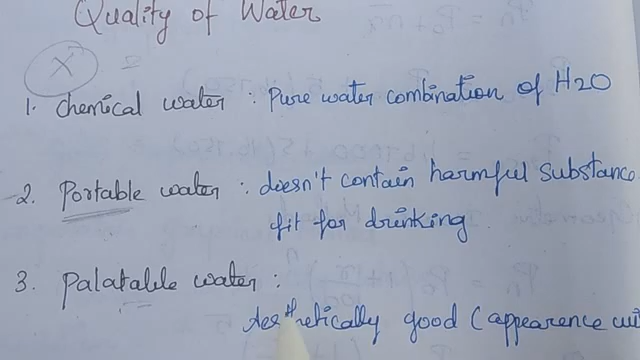 Quality of Water
X
1. Chemical water : Pure water combination of H2O
2. Portable water : doesn't contain harmful substance
fit for drinking
3. Palatable water :
Aesthetically good (appearence